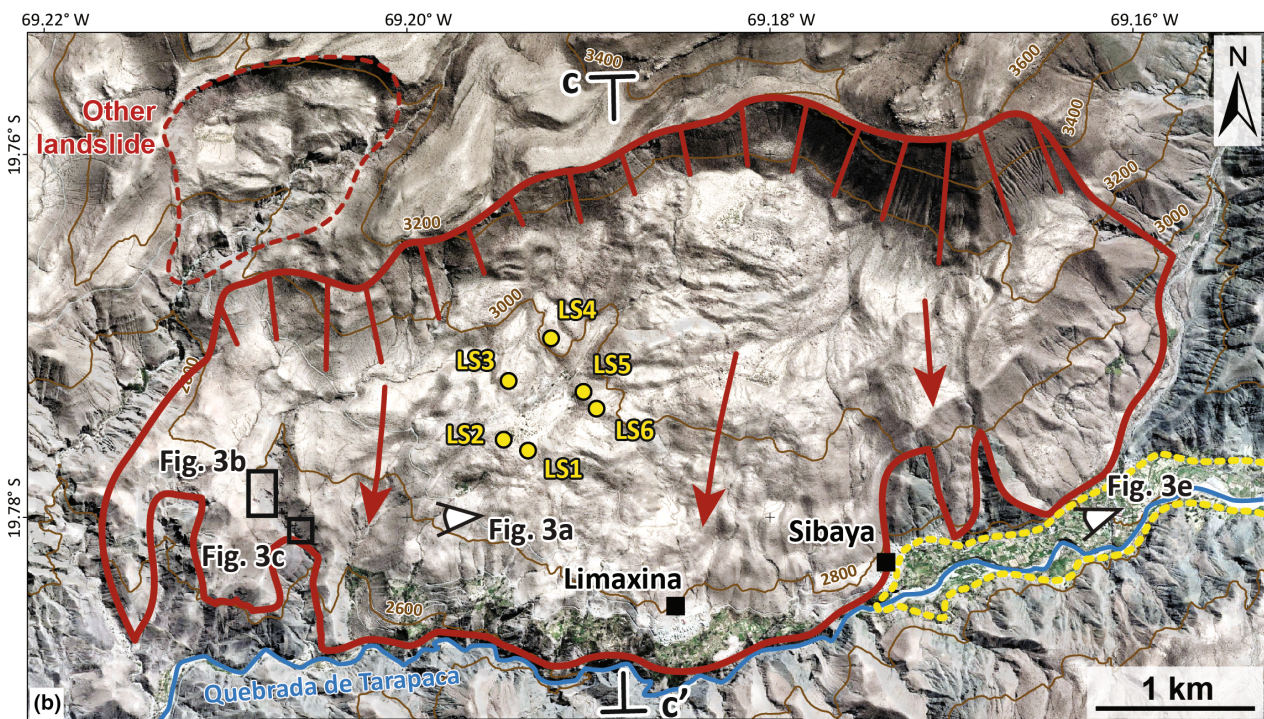 69.22° W
69.20° W
69.18° W
69.16° W
N
3400
3600
c
Other
landslide
3400
19.76° S
3200
3200
3000
3000
LS4
LS3
LS5
LS2
LS6
LS1
Fig. 3b
Fig. 3e
19.78° S
Fig. 3a
Sibaya
Fig. 3c
Limaxina
2800
2600
Quebrada de Tarapaca
1 km
(b)
c'